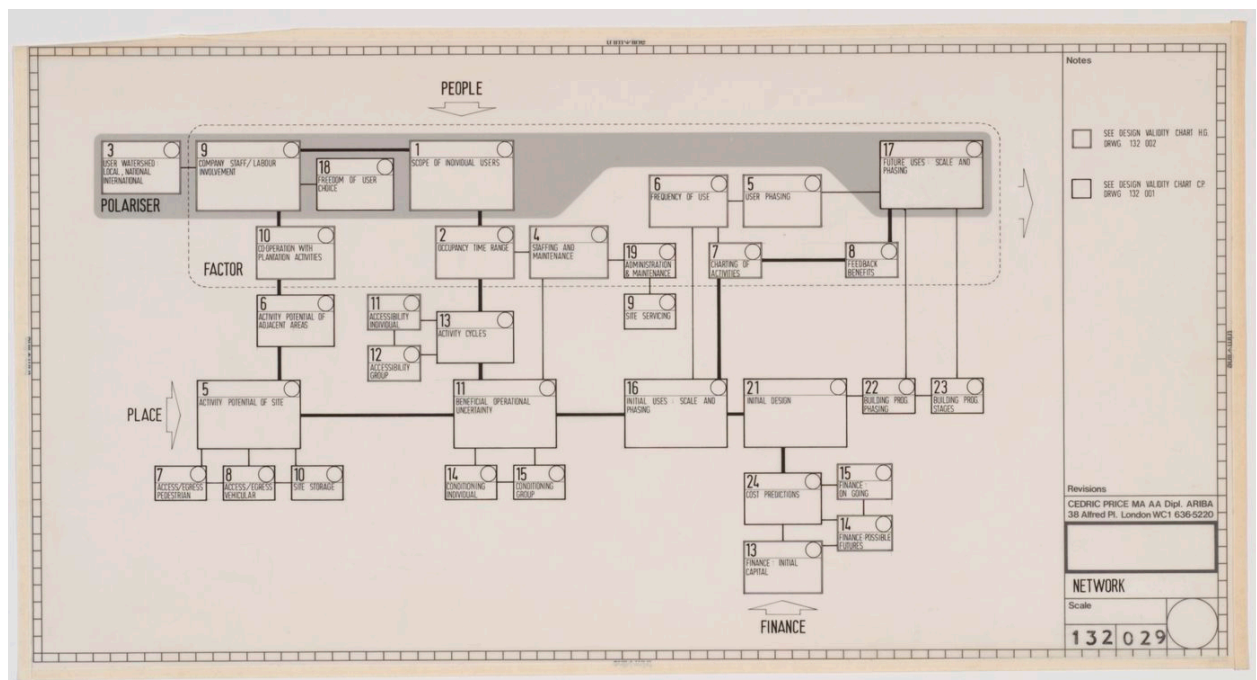 PEOPLE
3
USER WATERSHED
LOCAL, NATIONAL
INTERNATIONAL
9
COMPANY STAFF/LABOUR
INVOLVEMENT
18
FREEDOM OF USER
CHOICE
1
SCOPE OF INDIVIDUAL USERS
17
FUTURE USES : SCALE AND
PHASING
6
FREQUENCY OF USE
5
USER PHASING
POLARISER
10
CO-OPERATION WITH
PLANTATION ACTIVITIES
2
OCCUPANCY TIME RANGE
4
STAFFING AND
MAINTENANCE
19
ADMINISTRATION
& MAINTENANCE
7
CHARTING OF
ACTIVITIES
8
FEEDBACK
BENEFITS
FACTOR
6
ACTIVITY POTENTIAL OF
ADJACENT AREAS
11
ACCESSIBILITY
INDIVIDUAL
13
ACTIVITY CYCLES
9
SITE SERVICING
12
ACCESSIBILITY
GROUP
PLACE
5
ACTIVITY POTENTIAL OF SITE
11
BENEFICIAL OPERATIONAL
UNCERTAINTY
16
INITIAL USES : SCALE AND
PHASING
21
INITIAL DESIGN
22
BUILDING PROG
PHASING
23
BUILDING PROG
STAGES
7
ACCESS/EGRESS
PEDESTRIAN
8
ACCESS/EGRESS
VEHICULAR
10
SITE STORAGE
14
CONDITIONING
INDIVIDUAL
15
CONDITIONING
GROUP
24
COST PREDICTIONS
15
FINANCE
ON GOING
14
FINANCE-POSSIBLE
FUTURES
13
FINANCE : INITIAL
CAPITAL
FINANCE
Notes
SEE DESIGN VALIDITY CHART H.G.
DRWG 132 002
SEE DESIGN VALIDITY CHART C.P.
DRWG 132 001
Revisions
CEDRIC PRICE MA AA Dipl. ARIBA
38 Alfred Pl. London WC1 636-5220
NETWORK
Scale
132 029